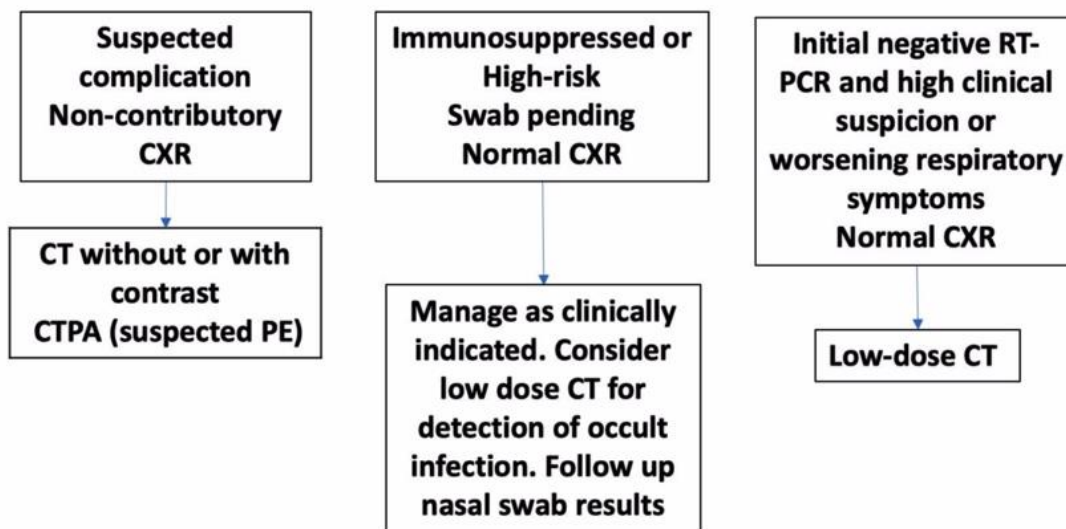 Suspected
complication
Non-contributory
CXR
CT without or with
contrast
CTPA (suspected PE)
Immunosuppressed or
High-risk
Swab pending
Normal CXR
Manage as clinically
indicated. Consider
low dose CT for
detection of occult
infection. Follow up
nasal swab results
Initial negative RT-
PCR and high clinical
suspicion or
worsening respiratory
symptoms
Normal CXR
Low-dose CT